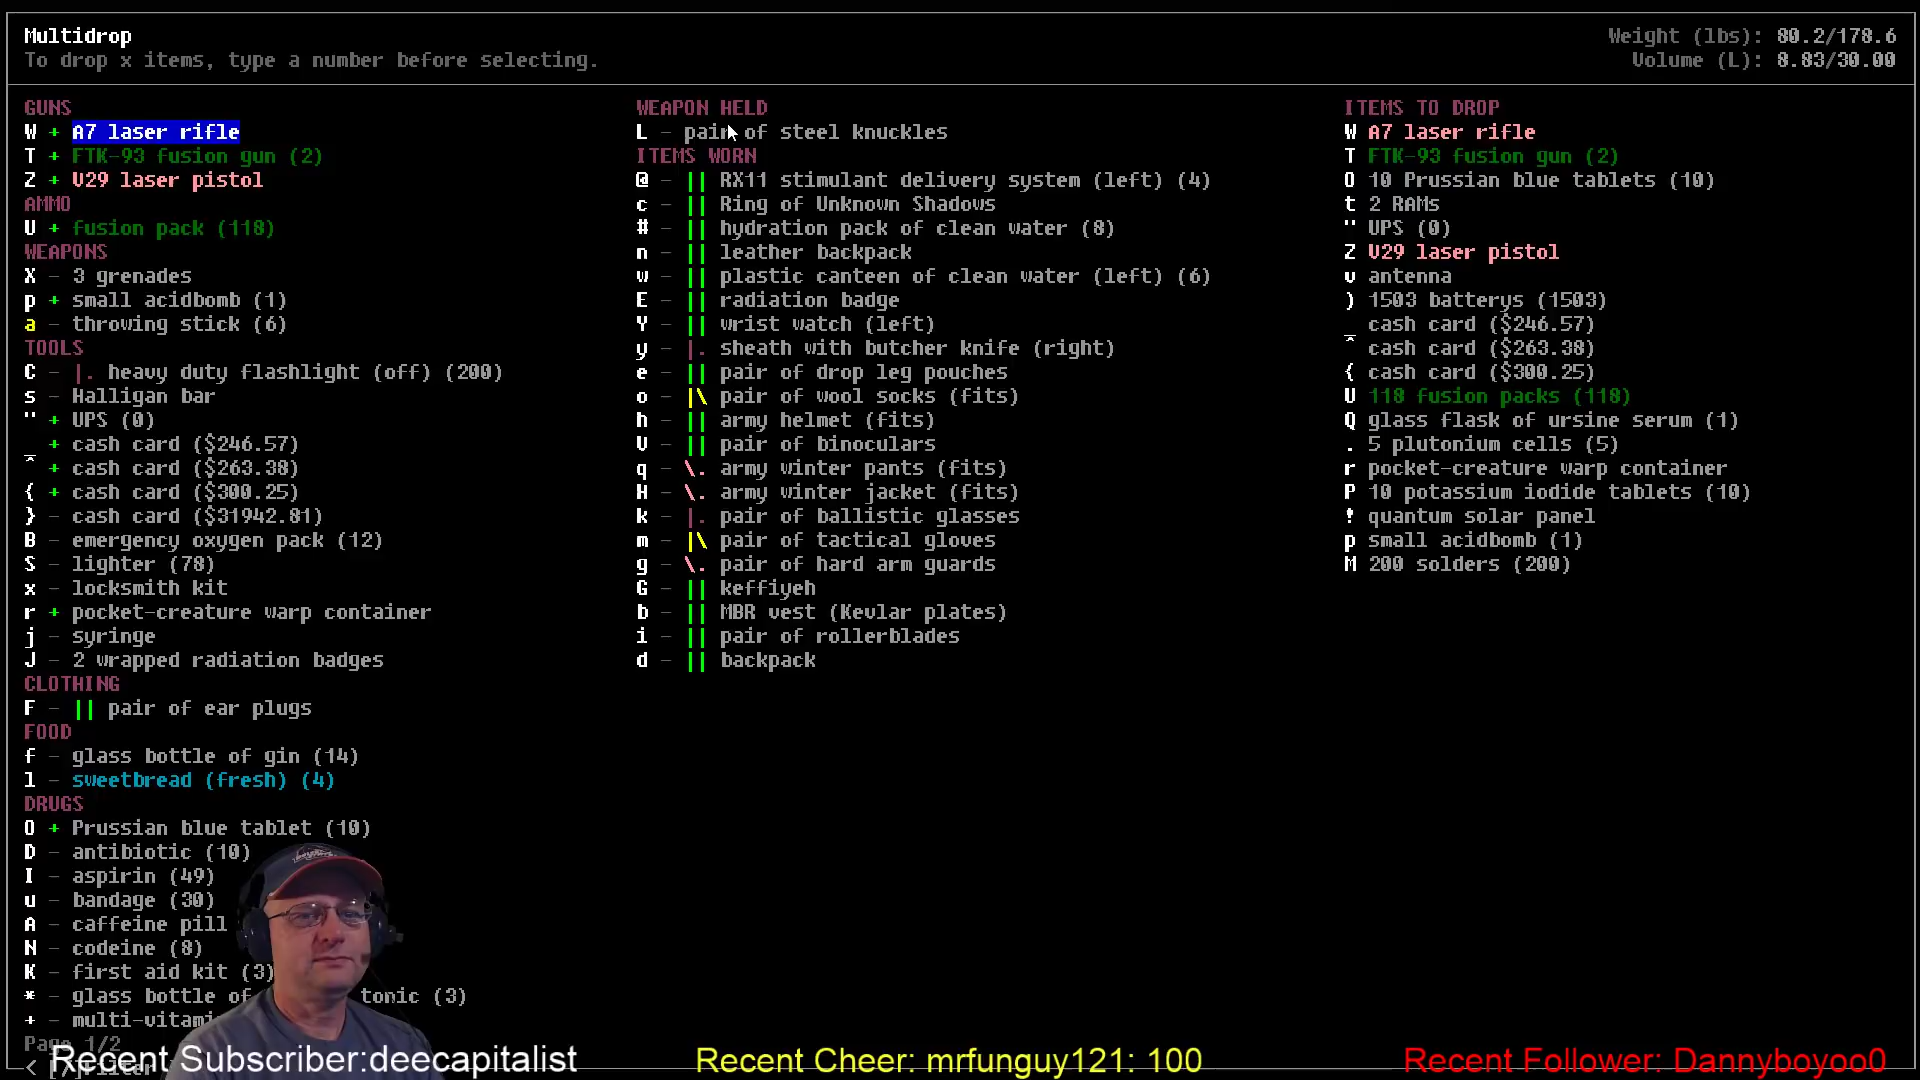 Multidrop
To drop x items, type a number before selecting.
Weight (lbs): 80.2/178.6
Volume (L): 8.83/30.00
GUNS
W + A7 laser rifle
T + FTK-93 fusion gun (2)
Z + V29 laser pistol
AMMO
U + fusion pack (118)
WEAPONS
X - 3 grenades
p + small acidbomb (1)
a - throwing stick (6)
TOOLS
C - |. heavy duty flashlight (off) (200)
s - Halligan bar
" + UPS (0)
_ + cash card ($246.57)
^ + cash card ($263.38)
{ + cash card ($300.25)
} - cash card ($31942.81)
B - emergency oxygen pack (12)
S - lighter (78)
x - locksmith kit
r + pocket-creature warp container
j - syringe
J - 2 wrapped radiation badges
CLOTHING
F - || pair of ear plugs
FOOD
f - glass bottle of gin (14)
l - sweetbread (fresh) (4)
DRUGS
O + Prussian blue tablet (10)
D - antibiotic (10)
I - aspirin (49)
u - bandage (30)
A - caffeine pill
N - codeine (8)
K - first aid kit (3)
* - glass bottle of tonic (3)
+ - multi-vitami
Page 1/2
WEAPON HELD
L - pair of steel knuckles
ITEMS WORN
@ - || RX11 stimulant delivery system (left) (4)
c - || Ring of Unknown Shadows
# - || hydration pack of clean water (8)
n - || leather backpack
w - || plastic canteen of clean water (left) (6)
E - || radiation badge
Y - || wrist watch (left)
y - |. sheath with butcher knife (right)
e - || pair of drop leg pouches
o - |\ pair of wool socks (fits)
h - || army helmet (fits)
V - || pair of binoculars
q - \. army winter pants (fits)
H - \. army winter jacket (fits)
k - |. pair of ballistic glasses
m - |\ pair of tactical gloves
g - \. pair of hard arm guards
G - || keffiyeh
b - || MBR vest (Kevlar plates)
i - || pair of rollerblades
d - || backpack
ITEMS TO DROP
W A7 laser rifle
T FTK-93 fusion gun (2)
O 10 Prussian blue tablets (10)
t 2 RAMs
" UPS (0)
Z V29 laser pistol
v antenna
) 1503 batterys (1503)
_ cash card ($246.57)
^ cash card ($263.38)
{ cash card ($300.25)
U 118 fusion packs (118)
Q glass flask of ursine serum (1)
. 5 plutonium cells (5)
r pocket-creature warp container
P 10 potassium iodide tablets (10)
! quantum solar panel
p small acidbomb (1)
M 200 solders (200)
Recent Subscriber:deecapitalist
Recent Cheer: mrfunguy121: 100
Recent Follower: Dannyboyoo0